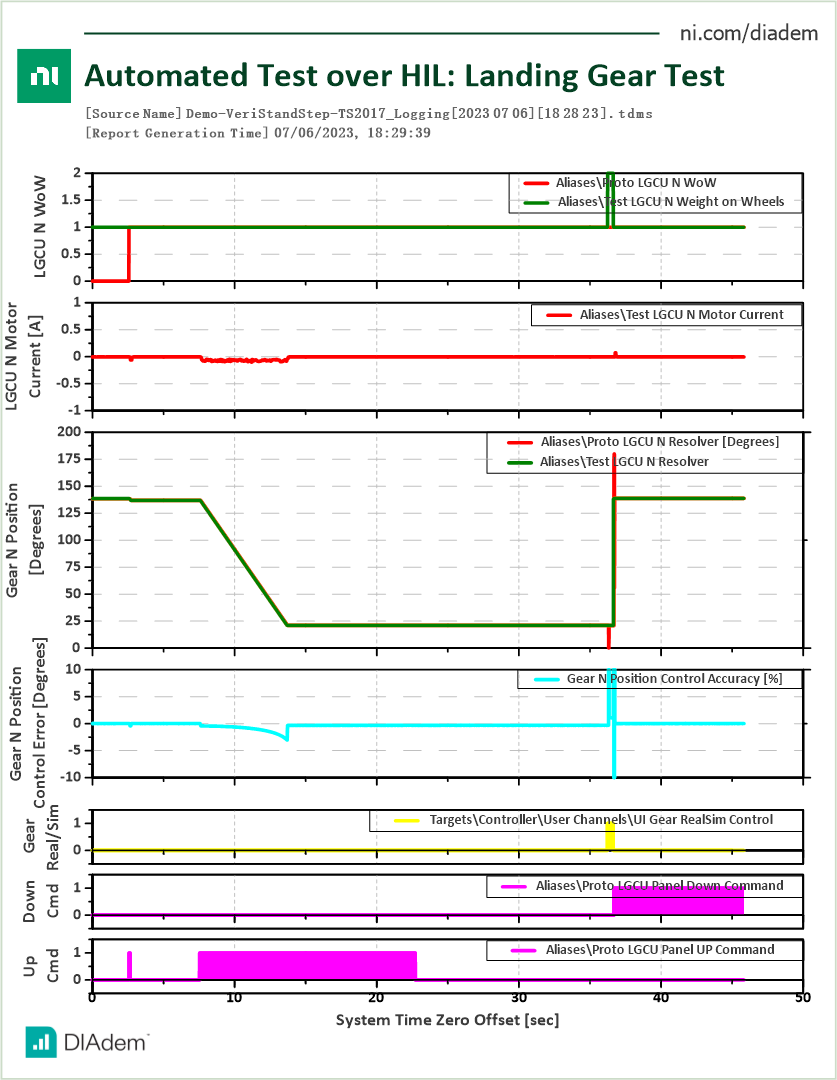 ni.com/diadem
ni
Automated Test over HIL: Landing Gear Test
[Source Name] Demo-VeriStandStep-TS2017_Logging[2023 07 06][18 28 23].tdms
[Report Generation Time] 07/06/2023, 18:29:39
LGCU N WoW
2
1.5
1
0.5
0
Aliases\Proto LGCU N WoW
Aliases\Test LGCU N Weight on Wheels
LGCU N Motor
Current [A]
1
0.5
0
-0.5
-1
Aliases\Test LGCU N Motor Current
Gear N Position
[Degrees]
200
175
150
125
100
75
50
25
0
Aliases\Proto LGCU N Resolver [Degrees]
Aliases\Test LGCU N Resolver
Gear N Position
Control Error [Degrees]
10
5
0
-5
-10
Gear N Position Control Accuracy [%]
Gear
Real/Sim
1
0
Targets\Controller\User Channels\UI Gear RealSim Control
Down
Cmd
1
0
Aliases\Proto LGCU Panel Down Command
Up
Cmd
1
0
Aliases\Proto LGCU Panel UP Command
0 10 20 30 40 50
System Time Zero Offset [sec]
DIAdem™